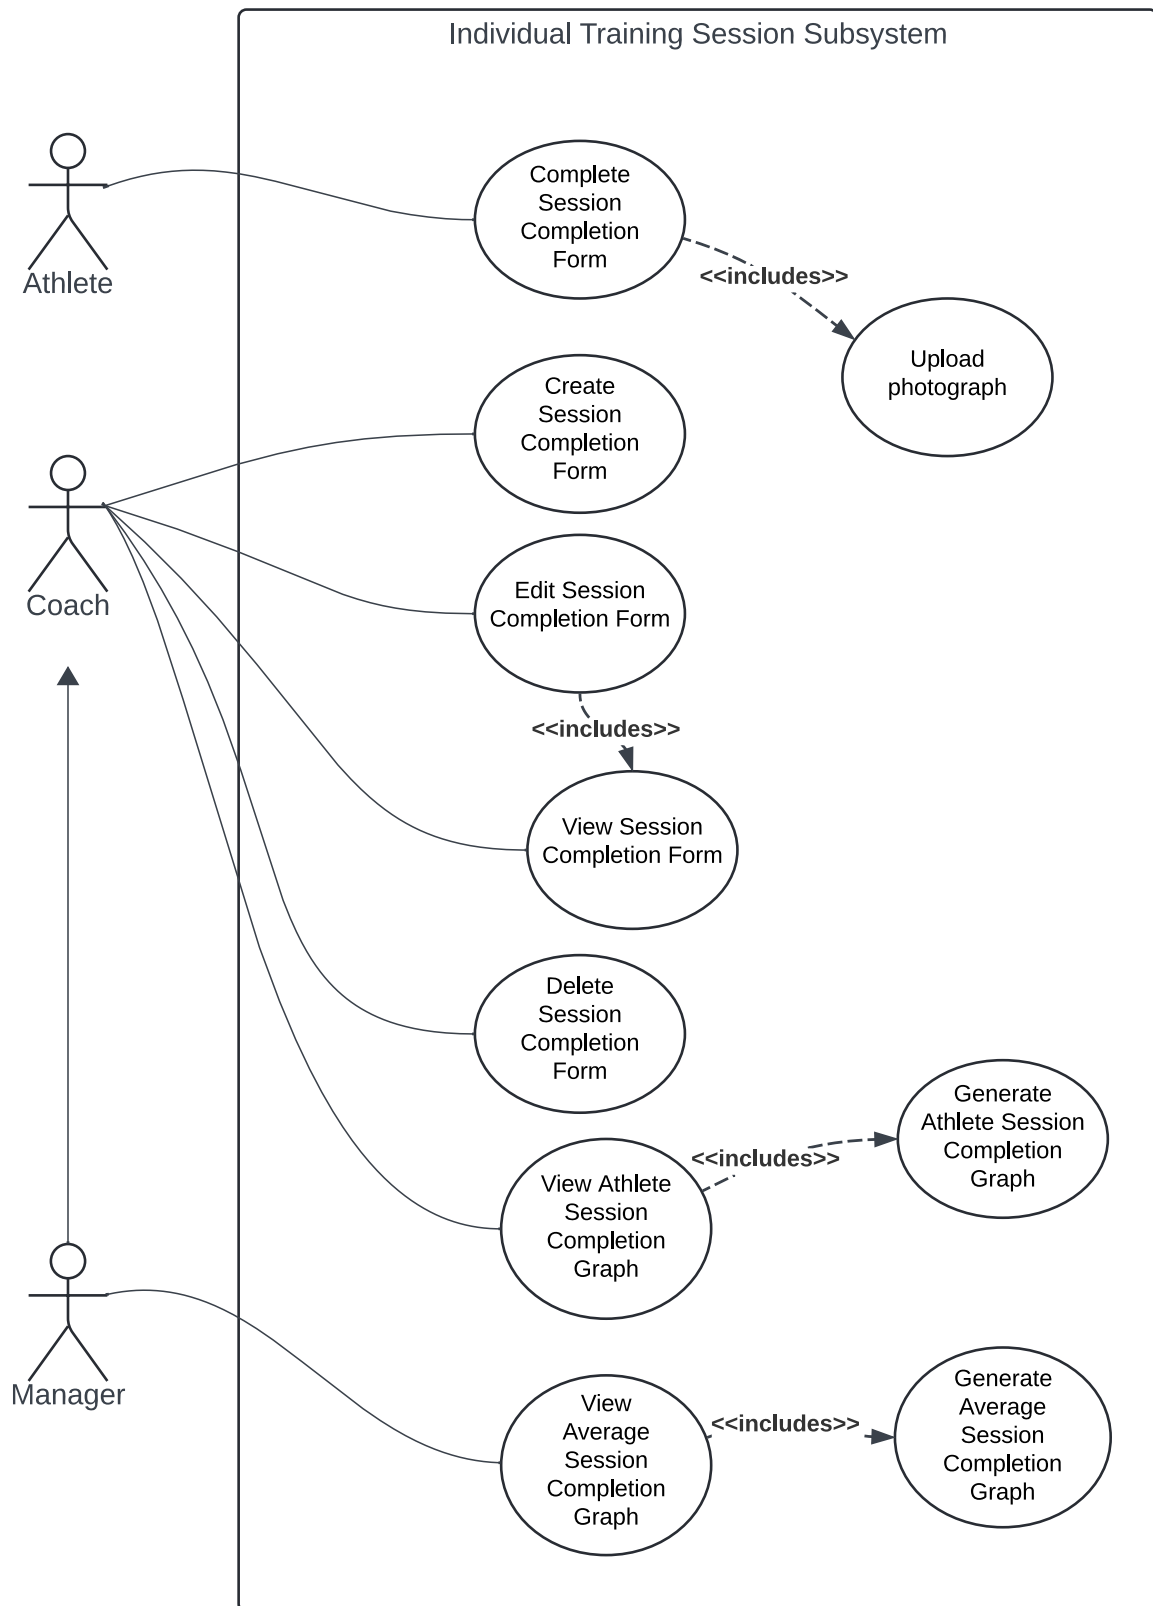 Individual Training Session Subsystem
Athlete
Complete
Session
Completion
Form
<<includes>>
Upload
photograph
Create
Session
Completion
Form
Coach
Edit Session
Completion Form
<<includes>>
View Session
Completion Form
Delete
Session
Completion
Form
View Athlete
Session
Completion
Graph
<<includes>>
Generate
Athlete Session
Completion
Graph
Manager
View
Average
Session
Completion
Graph
<<includes>>
Generate
Average
Session
Completion
Graph